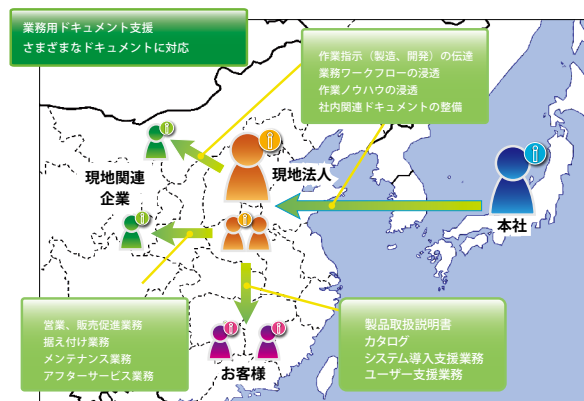 業務用ドキュメント支援
さまざまなドキュメントに対応
作業指示（製造、開発）の伝達
業務ワークフローの浸透
作業ノウハウの浸透
社内関連ドキュメントの整備
現地関連
企業
現地法人
本社
営業、販売促進業務
据え付け業務
メンテナンス業務
アフターサービス業務
お客様
製品取扱説明書
カタログ
システム導入支援業務
ユーザー支援業務